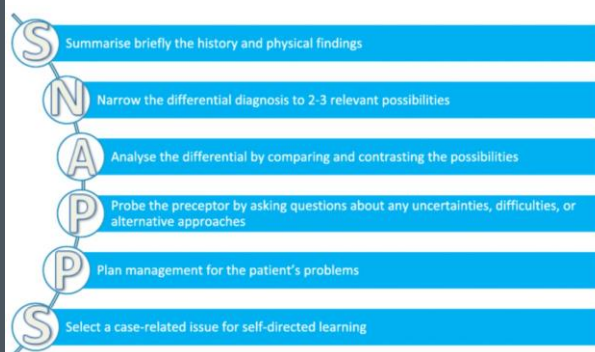 S Summarise briefly the history and physical findings
N Narrow the differential diagnosis to 2-3 relevant possibilities
A Analyse the differential by comparing and contrasting the possibilities
P Probe the preceptor by asking questions about any uncertainties, difficulties, or
alternative approaches
P Plan management for the patient's problems
S Select a case-related issue for self-directed learning